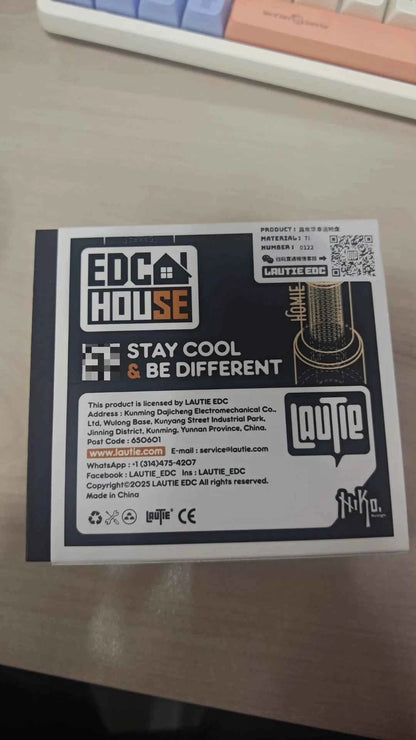 PRODUCT:
MATERIAL: Ti
NUMBER: 0122
LAUTIE EDC
EDC
HOUSE
HOMIE
STAY COOL
& BE DIFFERENT
This product is licensed by LAUTIE EDC
Address : Kunming Dajicheng Electromechanical Co.,
Ltd, Wulong Base, Kunyang Street Industrial Park,
Jinning District, Kunming, Yunnan Province, China.
Post Code : 650601
www.lautie.com E-mail : service@lautie.com
WhatsApp : +1 (314)475-4207
Facebook : LAUTIE_EDC Ins : LAUTIE_EDC
Copyright©2025 LAUTIE EDC All rights reserved.
Made in China
LAUTIE
LAUTIE® CE
NiKo.